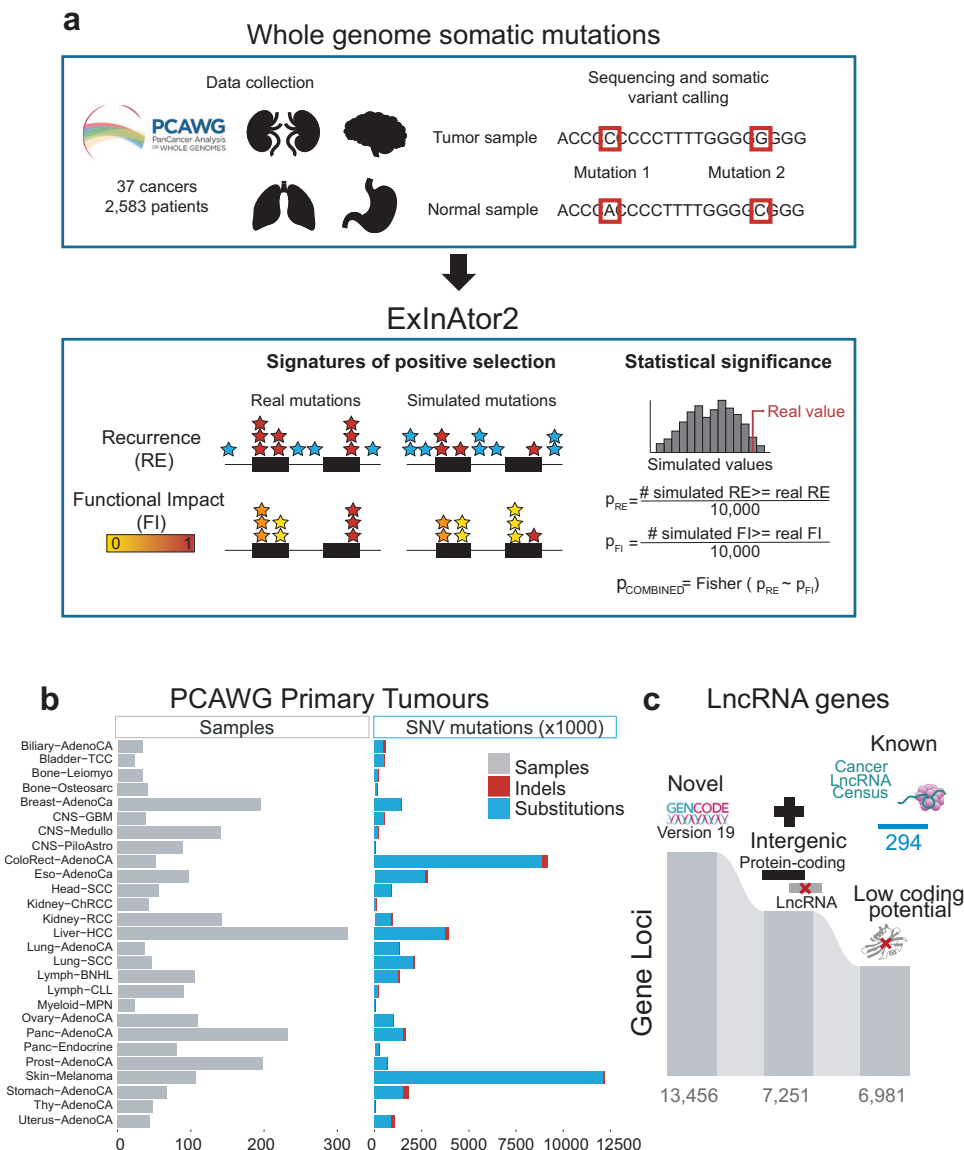 a
Whole genome somatic mutations
Data collection
PCAWG
PanCancer Analysis
OF WHOLE GENOMES
37 cancers
2,583 patients
Sequencing and somatic
variant calling
Tumor sample
ACCCCCCCCTTTTGGGGGGGG
Mutation 1
Mutation 2
Normal sample
ACCCACCCCTTTTGGGGCGGG
ExInAtor2
Signatures of positive selection
Real mutations
Simulated mutations
Recurrence
(RE)
Functional Impact
(FI)
0
1
Statistical significance
Real value
Simulated values
pRE= # simulated RE>= real RE
10,000
pFI = # simulated FI>= real FI
10,000
pCOMBINED= Fisher ( pRE ~ pFI)
b
PCAWG Primary Tumours
Samples
SNV mutations (x1000)
Samples
Indels
Substitutions
Biliary−AdenoCA
Bladder−TCC
Bone−Leiomyo
Bone−Osteosarc
Breast−AdenoCa
CNS−GBM
CNS−Medullo
CNS−PiloAstro
ColoRect−AdenoCA
Eso−AdenoCa
Head−SCC
Kidney−ChRCC
Kidney−RCC
Liver−HCC
Lung−AdenoCA
Lung−SCC
Lymph−BNHL
Lymph−CLL
Myeloid−MPN
Ovary−AdenoCA
Panc−AdenoCA
Panc−Endocrine
Prost−AdenoCA
Skin−Melanoma
Stomach−AdenoCA
Thy−AdenoCA
Uterus−AdenoCA
0 100 200 300
0 2500 5000 7500 10000 12500
c
LncRNA genes
Known
Cancer
LncRNA
Census
294
Novel
GENCODE
Version 19
Intergenic
Protein-coding
LncRNA
Low coding
potential
Gene Loci
13,456
7,251
6,981